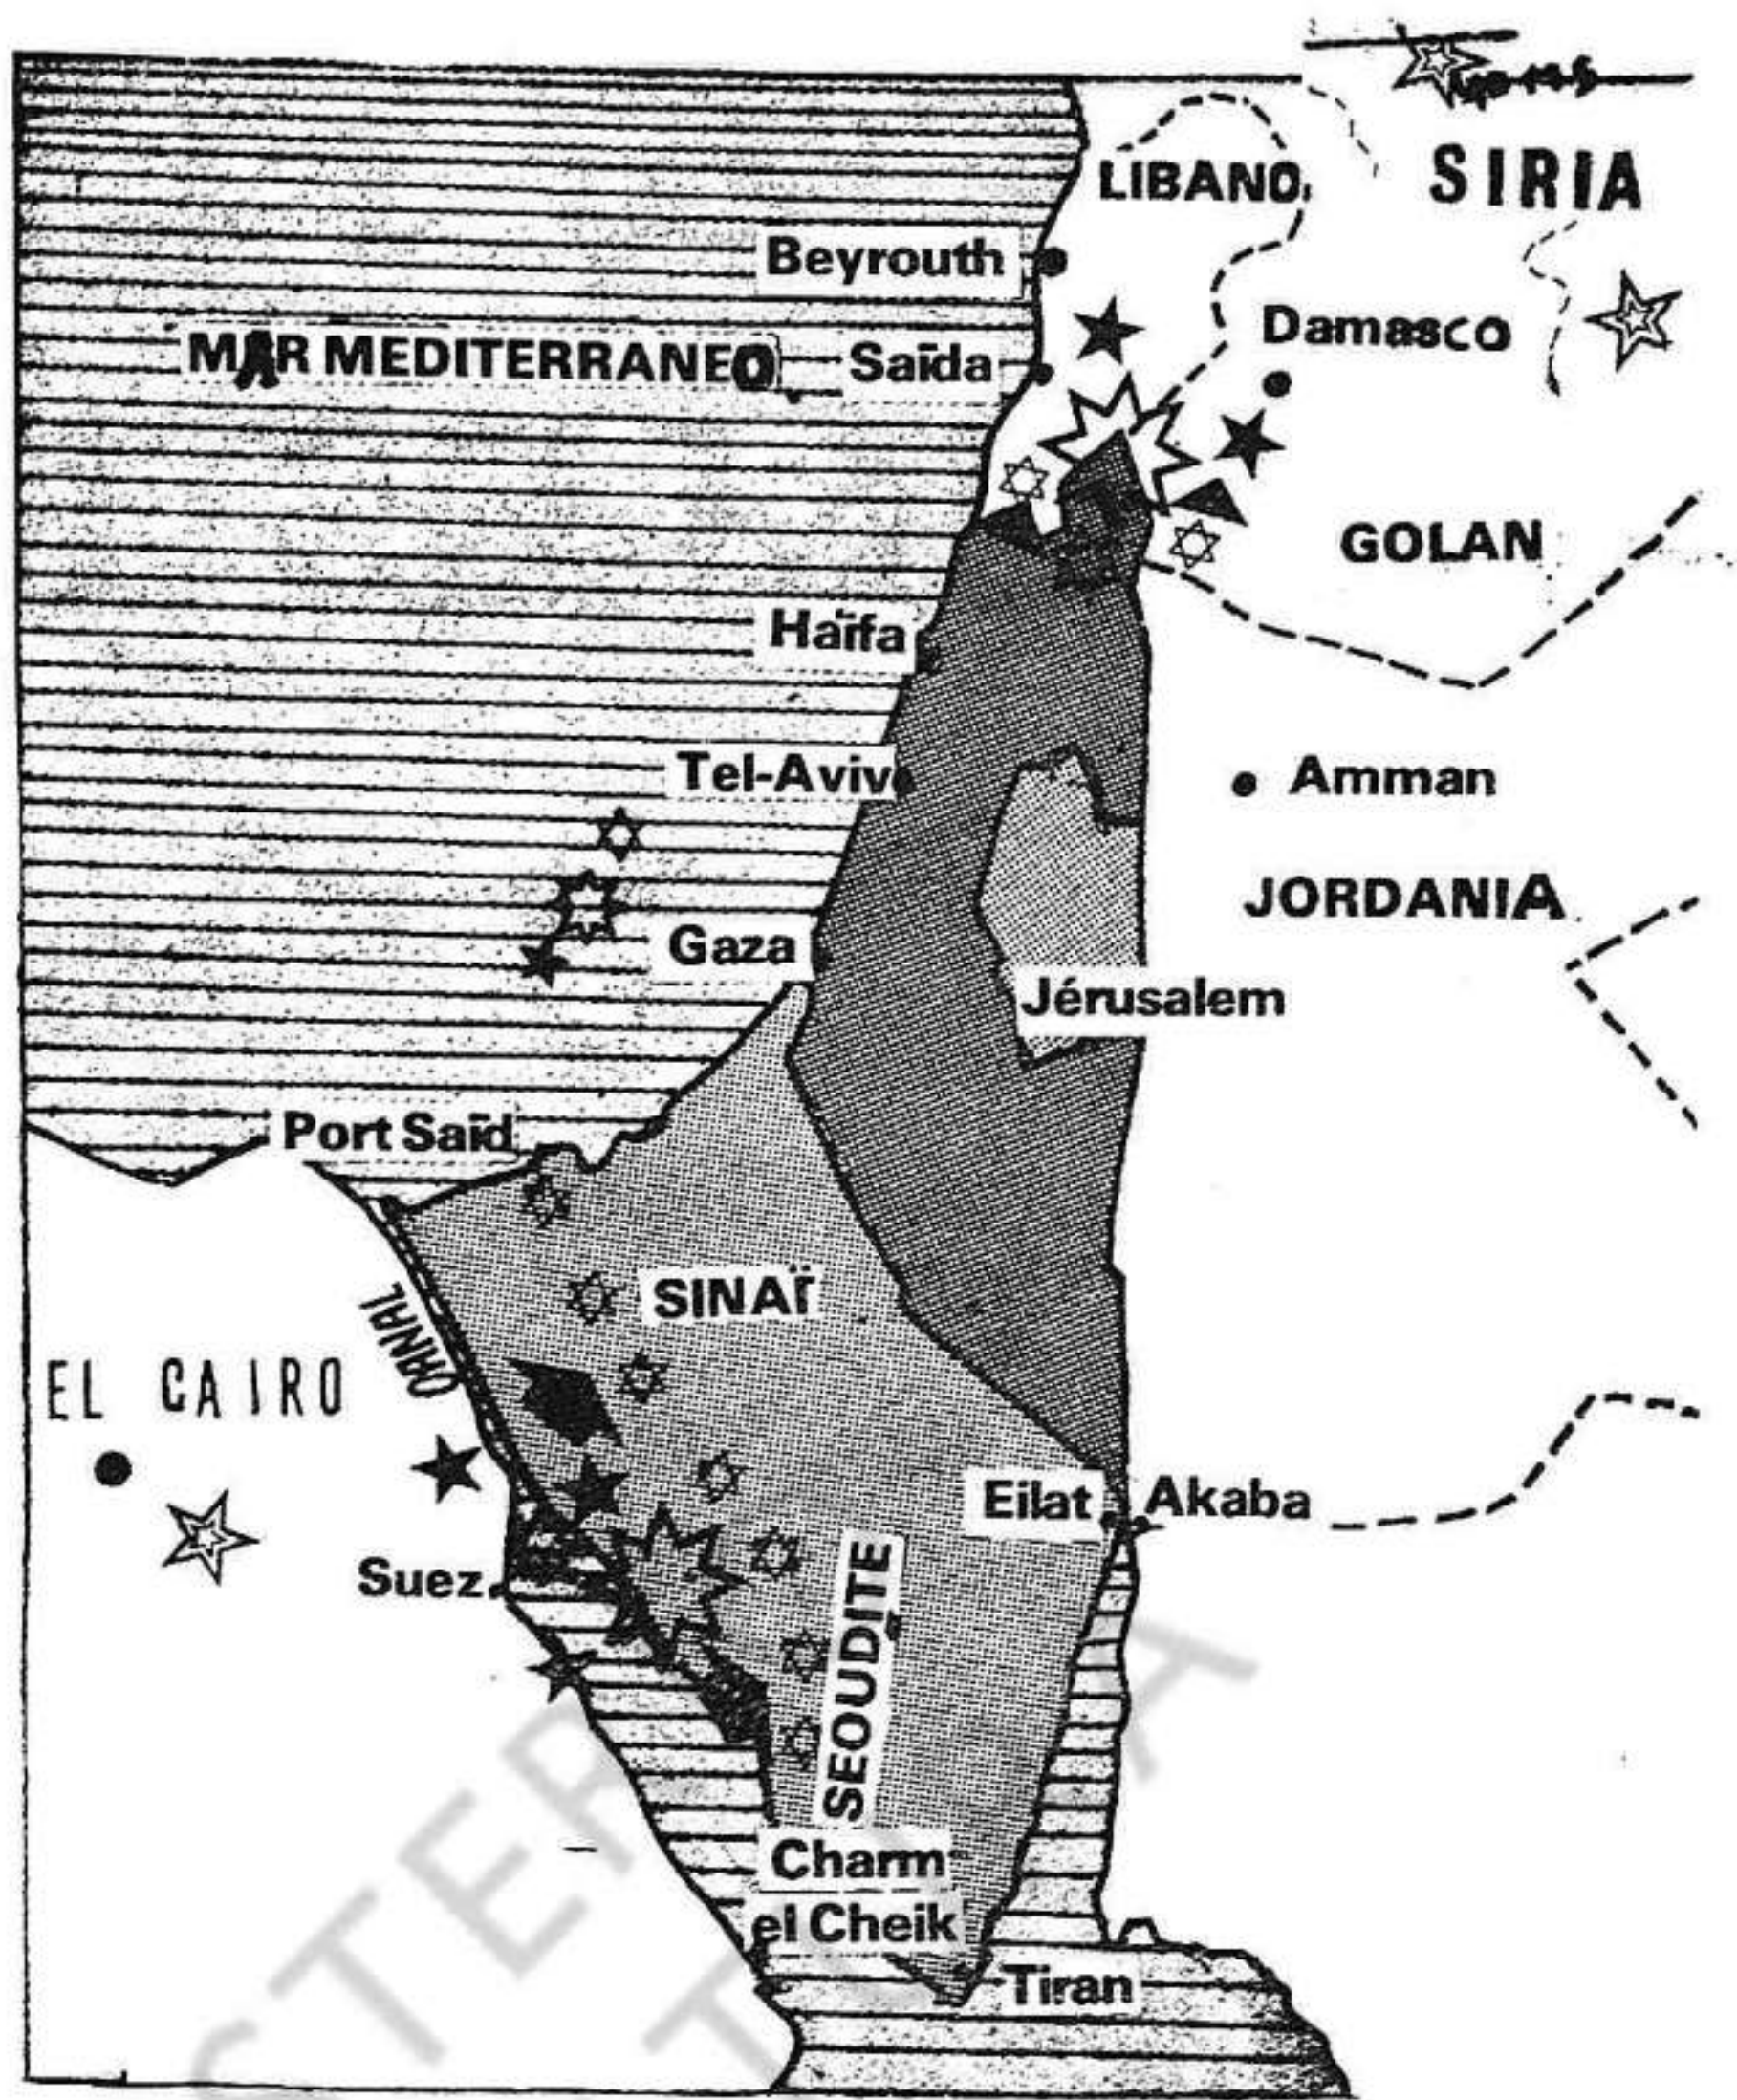 LIBANO
SIRIA
Beyrouth
Damasco
MAR MEDITERRANEO
Saïda
GOLAN
Haïfa
Tel-Aviv
Amman
JORDANIA
Gaza
Jérusalem
Port Saïd
SINAÏ
CANAL
EL CAIRO
Eilat
Akaba
Suez
SEOUDITE
Charm
el Cheik
Tiran